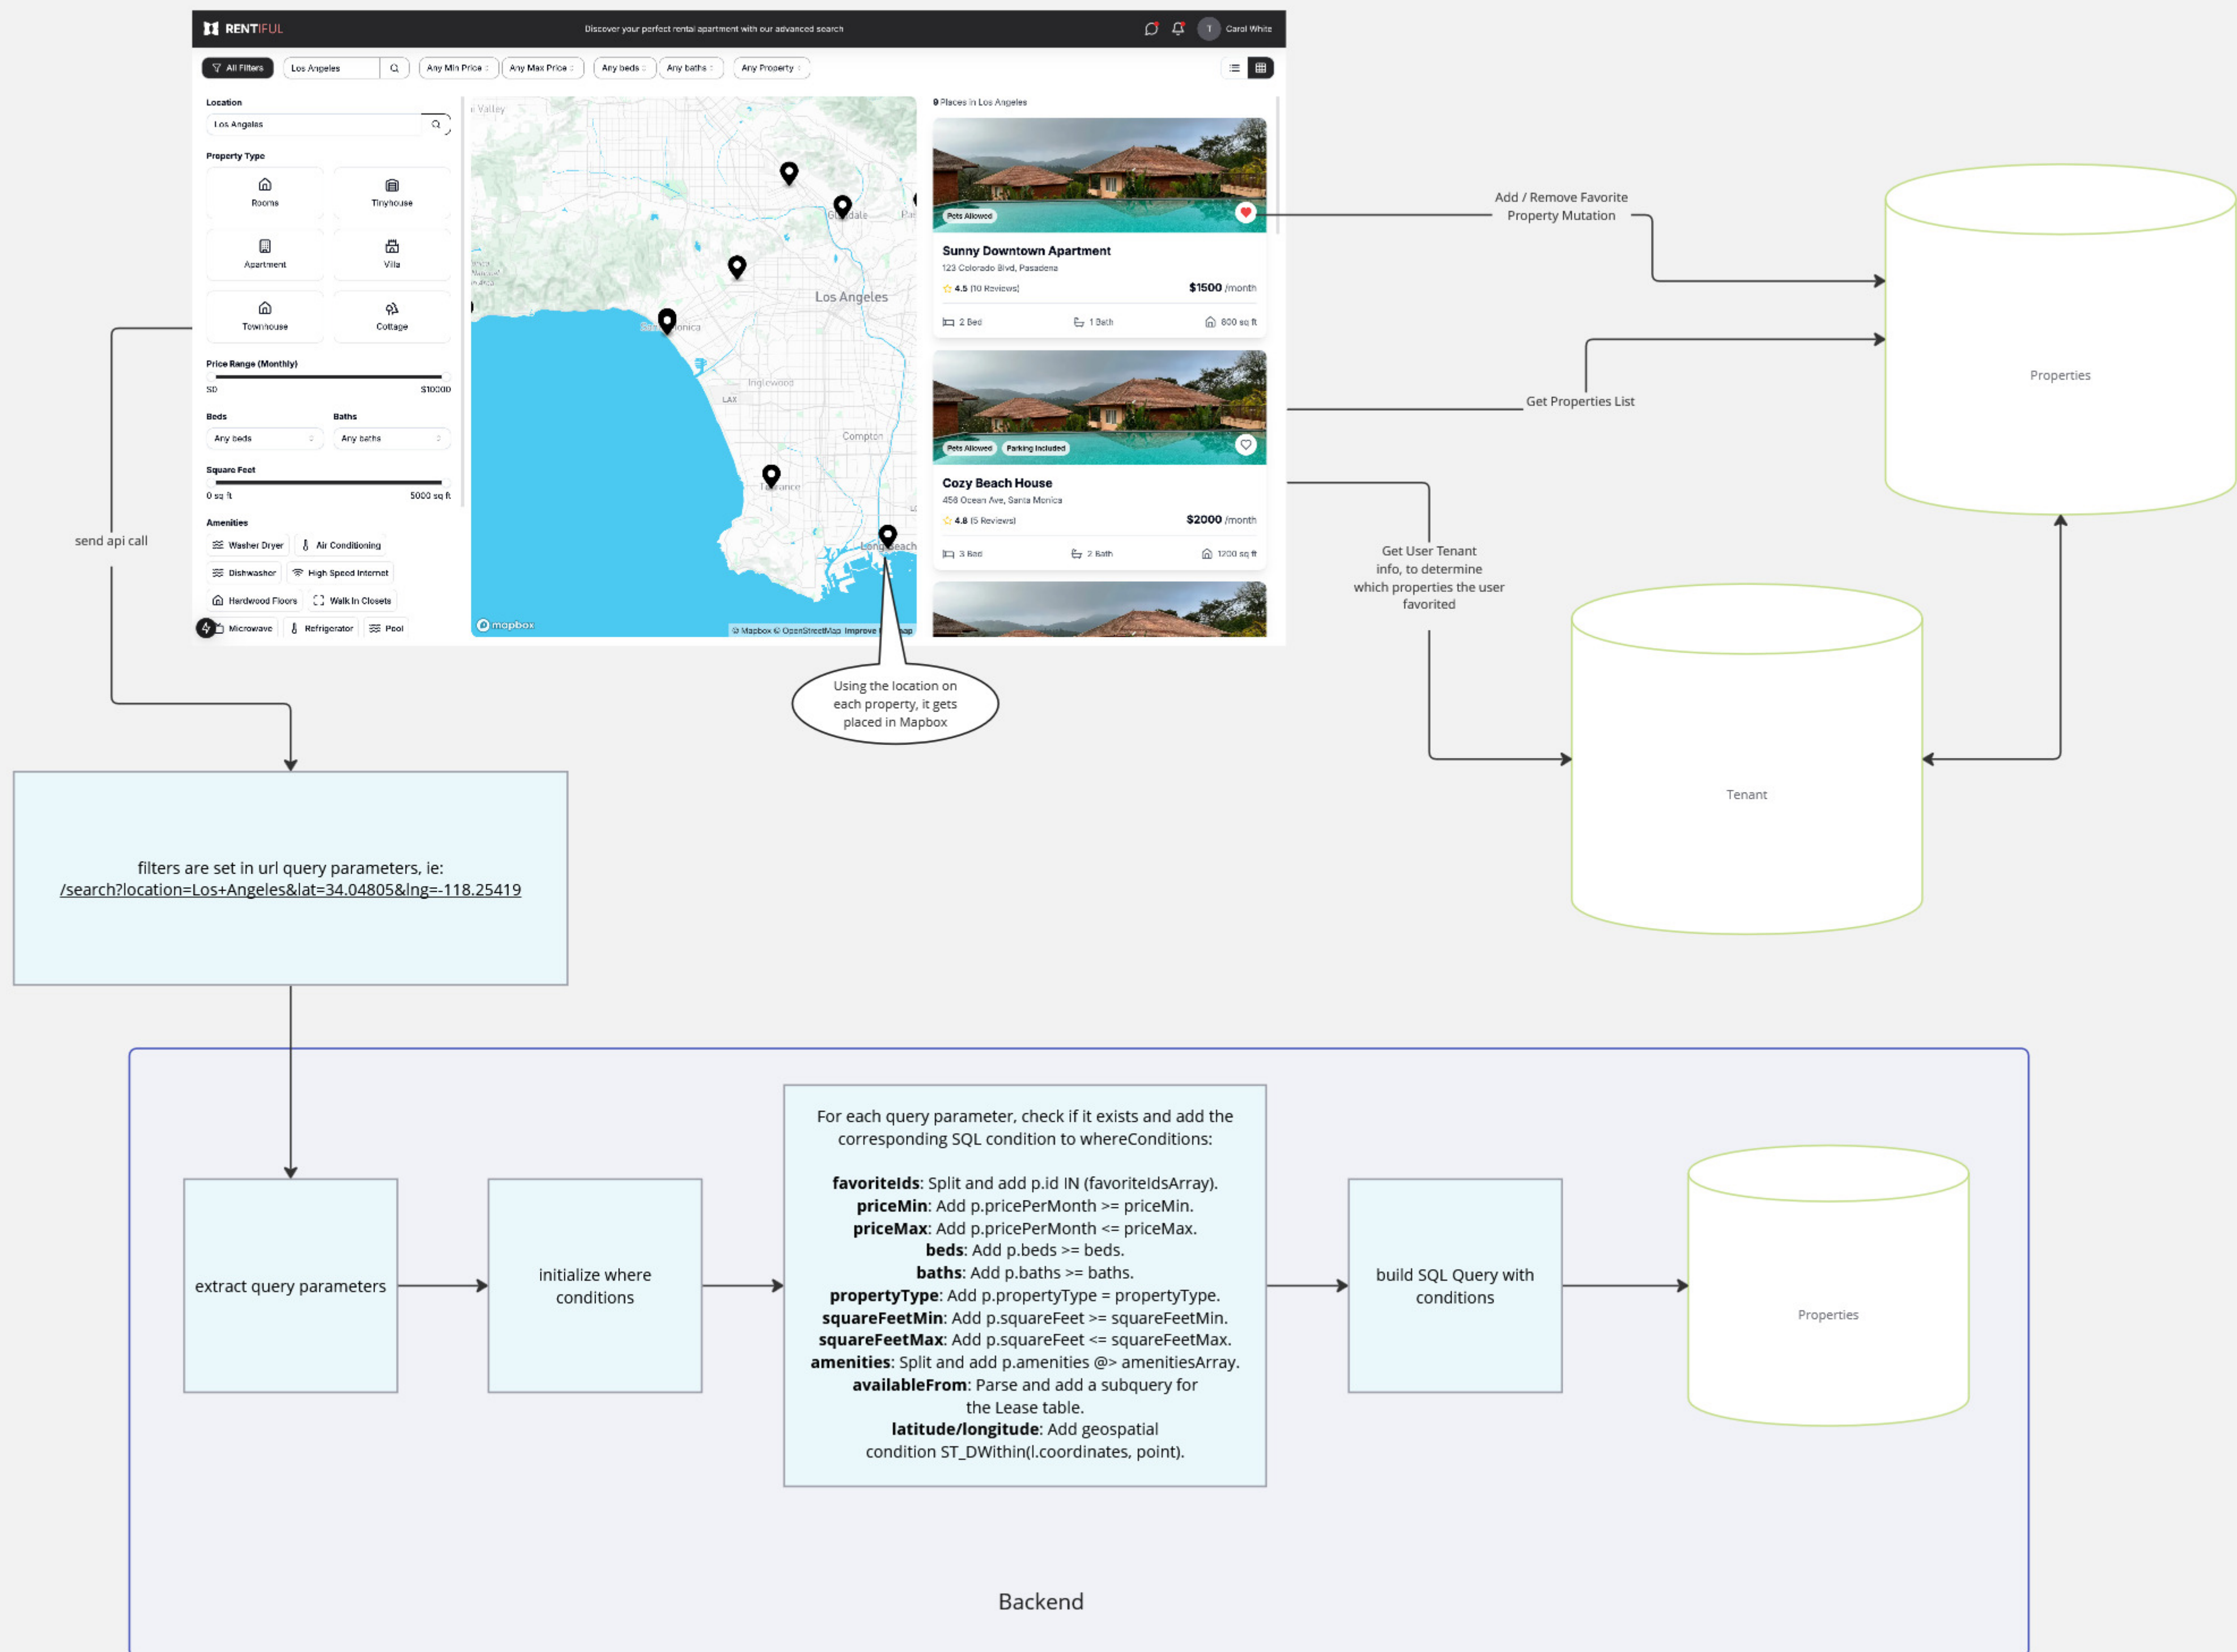 RENTIFUL
Discover your perfect rental apartment with our advanced search
T
Carol White
All Filters
Los Angeles
Any Min Price
Any Max Price
Any beds
Any baths
Any Property
Location
Los Angeles
Property Type
Rooms
Tinyhouse
Apartment
Villa
Townhouse
Cottage
Price Range (Monthly)
$0
$10000
Beds
Baths
Any beds
Any baths
Square Feet
0 sq ft
5000 sq ft
Amenities
Washer Dryer
Air Conditioning
Dishwasher
High Speed Internet
Hardwood Floors
Walk In Closets
Microwave
Refrigerator
Pool
Valley
Los Angeles
Inglewood
LAX
Compton
mapbox
© Mapbox © OpenStreetMap Improve
9 Places in Los Angeles
Pets Allowed
Sunny Downtown Apartment
123 Colorado Blvd, Pasadena
4.5 (10 Reviews)
$1500 /month
2 Bed
1 Bath
800 sq ft
Pets Allowed
Parking Included
Cozy Beach House
456 Ocean Ave, Santa Monica
4.8 (5 Reviews)
$2000 /month
3 Bed
2 Bath
1200 sq ft
Using the location on
each property, it gets
placed in Mapbox
Add / Remove Favorite
Property Mutation
Get Properties List
Properties
Get User Tenant
info, to determine
which properties the user
favorited
Tenant
send api call
filters are set in url query parameters, ie:
/search?location=Los+Angeles&lat=34.04805&lng=-118.25419
extract query parameters
initialize where
conditions
For each query parameter, check if it exists and add the
corresponding SQL condition to whereConditions:
favoriteIds: Split and add p.id IN (favoriteIdsArray).
priceMin: Add p.pricePerMonth >= priceMin.
priceMax: Add p.pricePerMonth <= priceMax.
beds: Add p.beds >= beds.
baths: Add p.baths >= baths.
propertyType: Add p.propertyType = propertyType.
squareFeetMin: Add p.squareFeet >= squareFeetMin.
squareFeetMax: Add p.squareFeet <= squareFeetMax.
amenities: Split and add p.amenities @> amenitiesArray.
availableFrom: Parse and add a subquery for
the Lease table.
latitude/longitude: Add geospatial
condition ST_DWithin(l.coordinates, point).
build SQL Query with
conditions
Properties
Backend